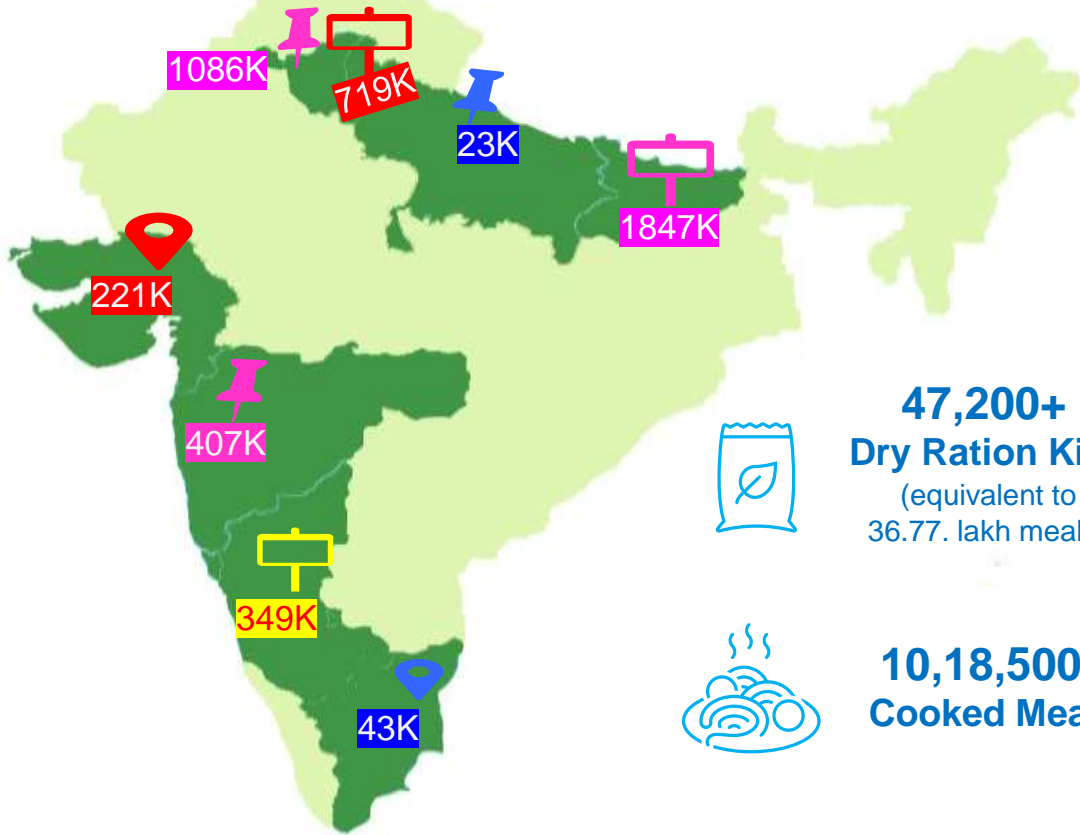 1086K
719K
23K
1847K
221K
407K
349K
43K
47,200+
Dry Ration Ki
(equivalent to
36.77. lakh meal
10,18,500
Cooked Mea